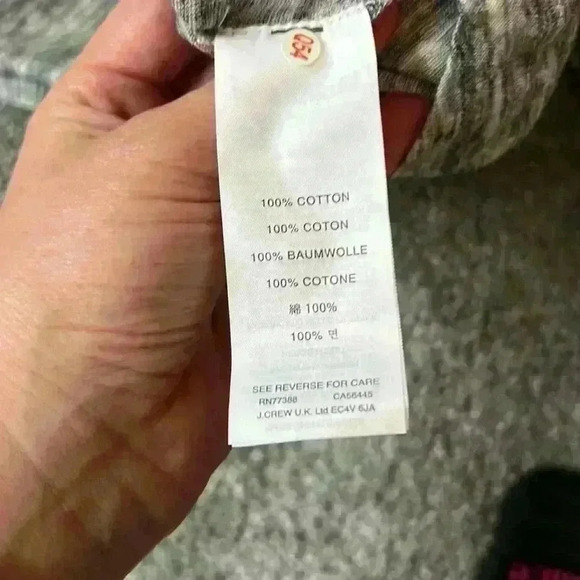 Q54
100% COTTON
100% COTON
100% BAUMWOLLE
100% COTONE
綿 100%
100% 면
SEE REVERSE FOR CARE
RN77388 CA56445
J.CREW U.K. Ltd EC4V 6JA